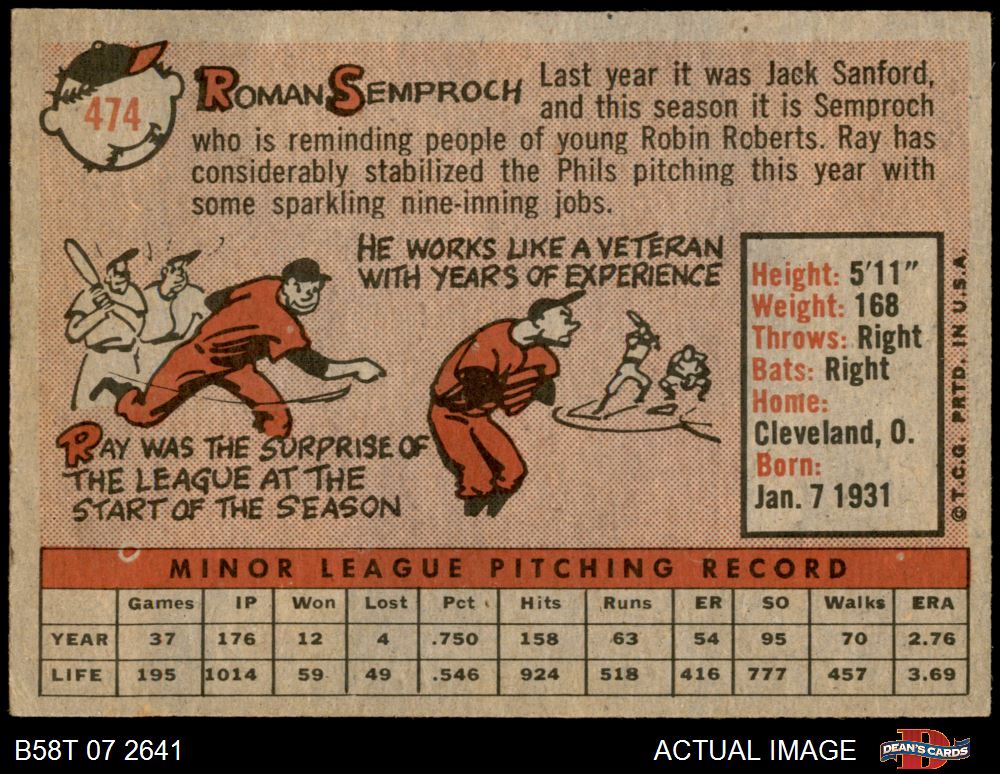 474
ROMAN SEMPROCH
Last year it was Jack Sanford,
and this season it is Semproch
who is reminding people of young Robin Roberts. Ray has
considerably stabilized the Phils pitching this year with
some sparkling nine-inning jobs.
HE WORKS LIKE A VETERAN
WITH YEARS OF EXPERIENCE
RAY WAS THE SURPRISE OF
THE LEAGUE AT THE
START OF THE SEASON
Height: 5'11"
Weight: 168
Throws: Right
Bats: Right
Home:
Cleveland, O.
Born:
Jan. 7 1931
© T.C.G. PRTD. IN U.S.A.
MINOR LEAGUE PITCHING RECORD
Games IP Won Lost Pct Hits Runs ER SO Walks ERA
YEAR 37 176 12 4 .750 158 63 54 95 70 2.76
LIFE 195 1014 59 49 .546 924 518 416 777 457 3.69
B58T 07 2641
ACTUAL IMAGE
DEAN'S CARDS